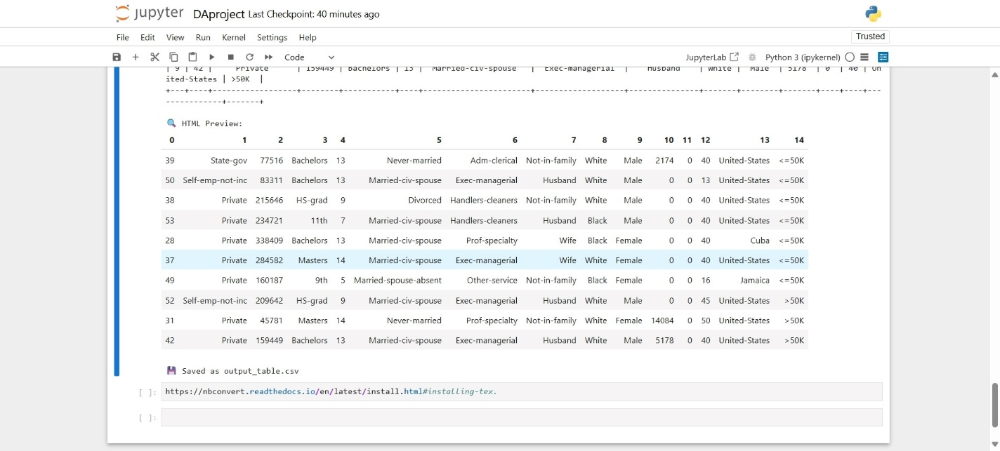 jupyter DAproject Last Checkpoint: 40 minutes ago
File Edit View Run Kernel Settings Help Trusted
Code JupyterLab Python 3 (ipykernel)
| 9 | 42 | Private | 159449 | Bachelors | 13 | Married-civ-spouse | Exec-managerial | Husband | White | Male | 5178 | 0 | 40 | Un
ited-States | >50K |
+----+----+------------------+--------+-----------+----+-----------------------+-------------------+---------------+-------+--------+-------+----+----+---
------------+-------+
HTML Preview:
0 1 2 3 4 5 6 7 8 9 10 11 12 13 14
39 State-gov 77516 Bachelors 13 Never-married Adm-clerical Not-in-family White Male 2174 0 40 United-States <=50K
50 Self-emp-not-inc 83311 Bachelors 13 Married-civ-spouse Exec-managerial Husband White Male 0 0 13 United-States <=50K
38 Private 215646 HS-grad 9 Divorced Handlers-cleaners Not-in-family White Male 0 0 40 United-States <=50K
53 Private 234721 11th 7 Married-civ-spouse Handlers-cleaners Husband Black Male 0 0 40 United-States <=50K
28 Private 338409 Bachelors 13 Married-civ-spouse Prof-specialty Wife Black Female 0 0 40 Cuba <=50K
37 Private 284582 Masters 14 Married-civ-spouse Exec-managerial Wife White Female 0 0 40 United-States <=50K
49 Private 160187 9th 5 Married-spouse-absent Other-service Not-in-family Black Female 0 0 16 Jamaica <=50K
52 Self-emp-not-inc 209642 HS-grad 9 Married-civ-spouse Exec-managerial Husband White Male 0 0 45 United-States >50K
31 Private 45781 Masters 14 Never-married Prof-specialty Not-in-family White Female 14084 0 50 United-States >50K
42 Private 159449 Bachelors 13 Married-civ-spouse Exec-managerial Husband White Male 5178 0 40 United-States >50K
Saved as output_table.csv
[ ]: https://nbconvert.readthedocs.io/en/latest/install.html#installing-tex.
[ ]: